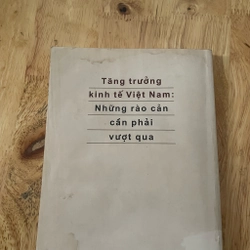 Tăng trưởng
kinh tế Việt Nam:
Những rào cản
cần phải
vượt qua